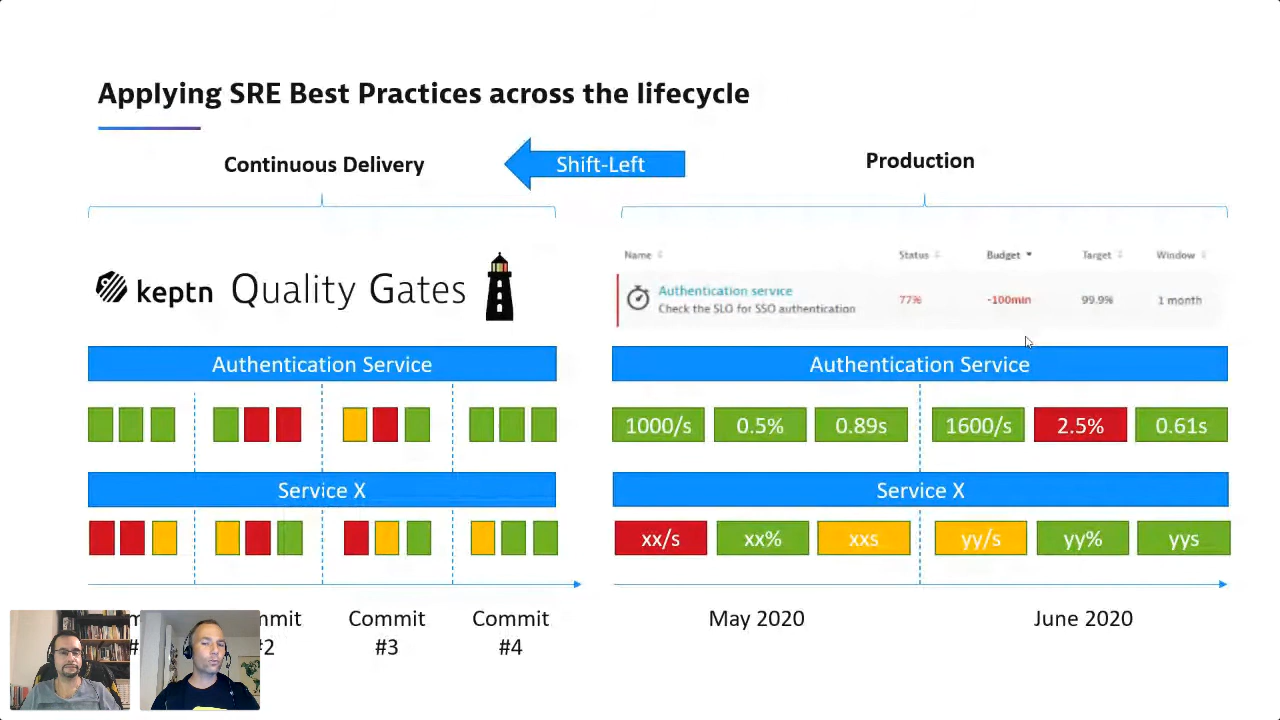 Applying SRE Best Practices across the lifecycle
Continuous Delivery
Shift-Left
Production
keptn Quality Gates
Name Status Budget Target Window
Authentication service 77% -100min 99.9% 1 month
Check the SLO for SSO authentication
Authentication Service
Authentication Service
1000/s 0.5% 0.89s 1600/s 2.5% 0.61s
Service X
Service X
xx/s xx% xxs yy/s yy% yys
Commit
#3
Commit
#4
#2
May 2020
June 2020